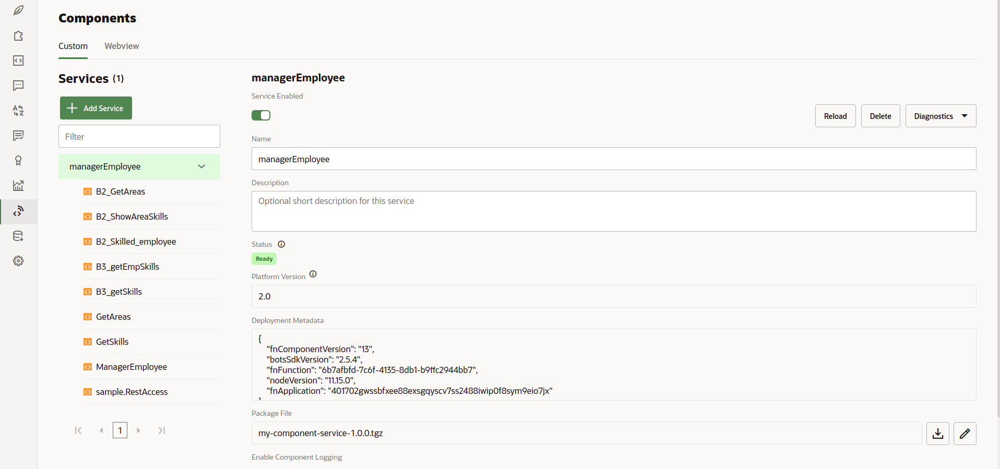 Components
Custom
Webview
Services (1)
Add Service
Filter
managerEmployee
B2_GetAreas
B2_ShowAreaSkills
B2_Skilled_employee
B3_getEmpSkills
B3_getSkills
GetAreas
GetSkills
ManagerEmployee
sample.RestAccess
1
managerEmployee
Service Enabled
Reload
Delete
Diagnostics
Name
managerEmployee
Description
Optional short description for this service
Status
Ready
Platform Version
2.0
Deployment Metadata
{
"fnComponentVersion": "13",
"botsSdkVersion": "2.5.4",
"fnFunction": "6b7afbfd-7c6f-4135-8db1-b9ffc2944bb7",
"nodeVersion": "11.15.0",
"fnApplication": "401702gwssbfxee88exsgqyscv7ss2488iwip0f8sym9eio7jx"
}
Package File
my-component-service-1.0.0.tgz
Enable Component Logging